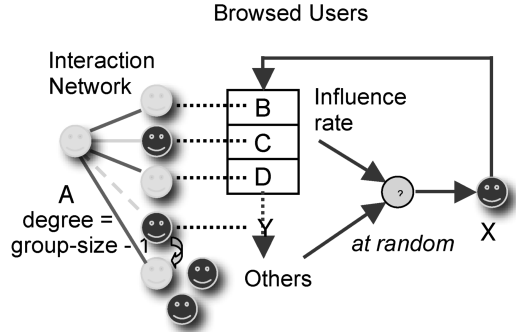 Browsed Users
Interaction
Network
B
C
D
Y
Others
Influence
rate
?
at random
X
A
degree =
group-size - 1